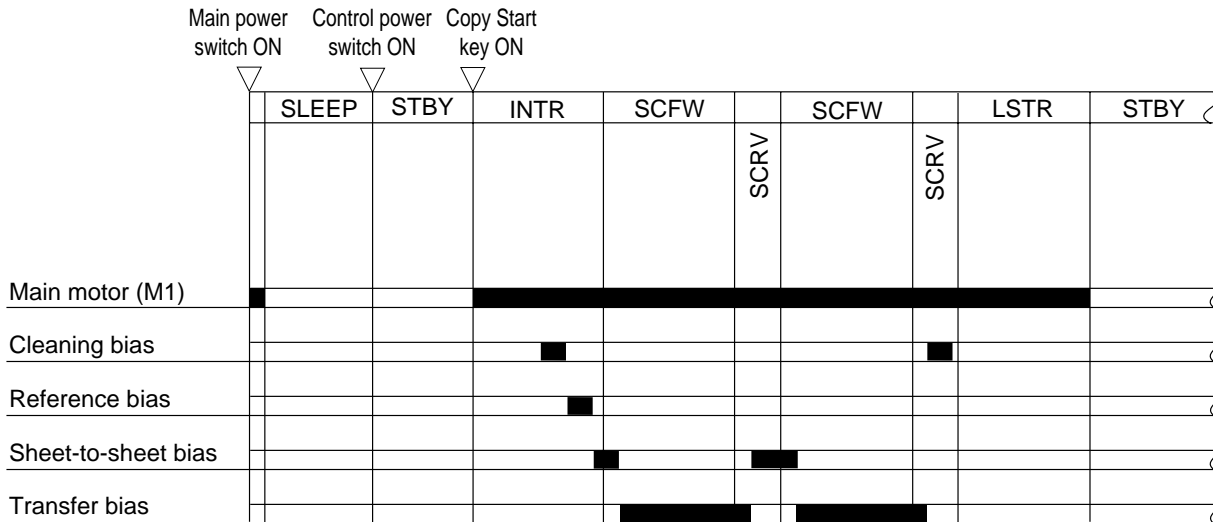 Main power
switch ON
Control power
switch ON
Copy Start
key ON
SLEEP STBY INTR SCFW SCRV SCFW SCRV LSTR STBY
Main motor (M1)
Cleaning bias
Reference bias
Sheet-to-sheet bias
Transfer bias